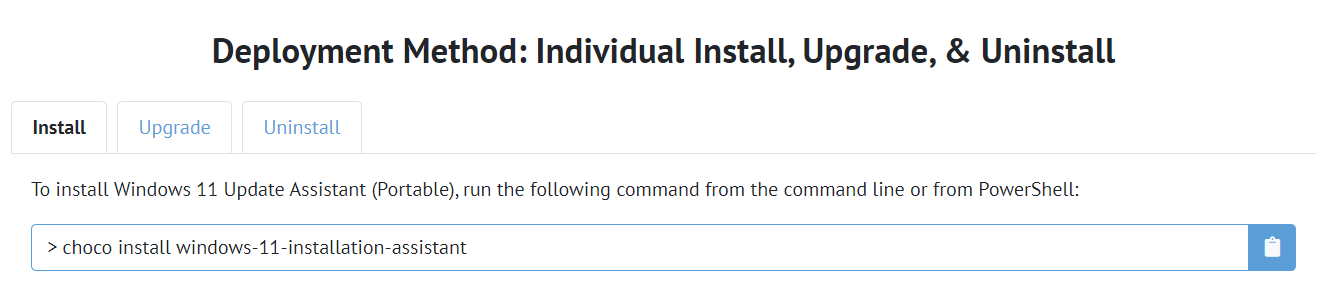 Deployment Method: Individual Install, Upgrade, & Uninstall
Install
Upgrade
Uninstall
To install Windows 11 Update Assistant (Portable), run the following command from the command line or from PowerShell:
> choco install windows-11-installation-assistant